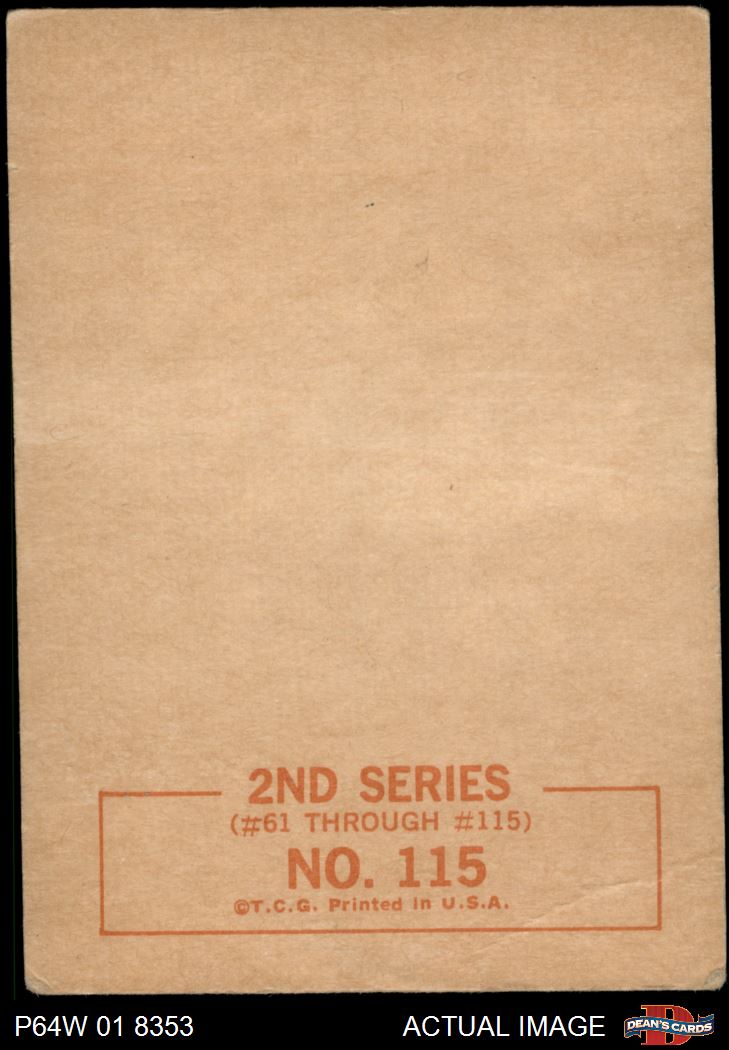 2ND SERIES
(#61 THROUGH #115)
NO. 115
©T.C.G. Printed in U.S.A.
P64W 01 8353
ACTUAL IMAGE
DEAN'S CARDS